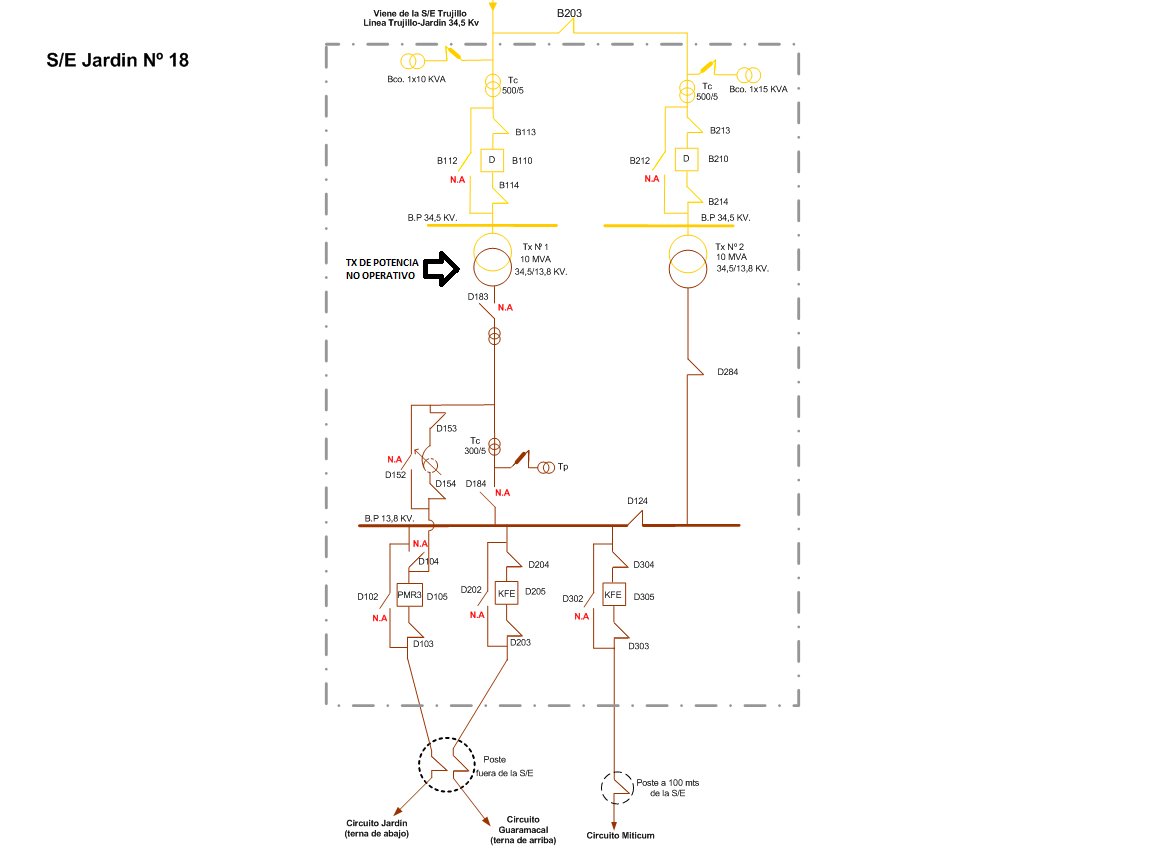 Viene de la S/E Trujillo
Linea Trujillo-Jardin 34,5 Kv
B203
S/E Jardin Nº 18
Bco. 1x10 KVA
Tc
500/5
Tc
500/5
Bco. 1x15 KVA
B113
B112
D
B110
N.A
B114
B213
B212
D
B210
N.A
B214
B.P 34,5 KV.
B.P 34,5 KV.
TX DE POTENCIA
NO OPERATIVO
Tx Nº 1
10 MVA
34,5/13,8 KV.
Tx Nº 2
10 MVA
34,5/13,8 KV.
D183
N.A
D284
D153
Tc
300/5
N.A
D152
Tp
D154
D184
N.A
D124
B.P 13,8 KV.
N.A
D104
D102
PMR3
D105
N.A
D103
D204
D202
KFE
D205
N.A
D203
D304
D302
KFE
D305
N.A
D303
Poste
fuera de la S/E
Poste a 100 mts
de la S/E
Circuito Jardin
(terna de abajo)
Circuito
Guaramacal
(terna de arriba)
Circuito Miticum